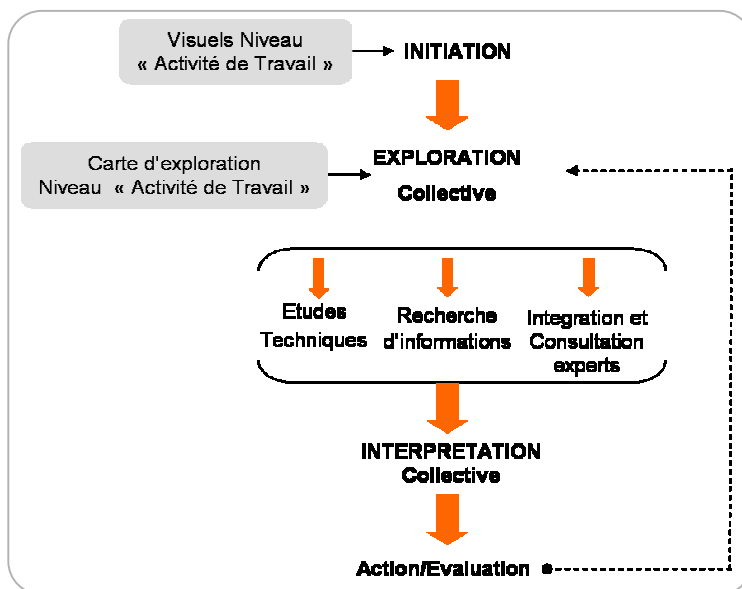 Visuels Niveau
« Activité de Travail »
INITIATION
EXPLORATION
Collective
Carte d'exploration
Niveau « Activité de Travail »
Etudes
Techniques
Recherche
d'informations
Integration et
Consultation
experts
INTERPRETATION
Collective
Action/Evaluation